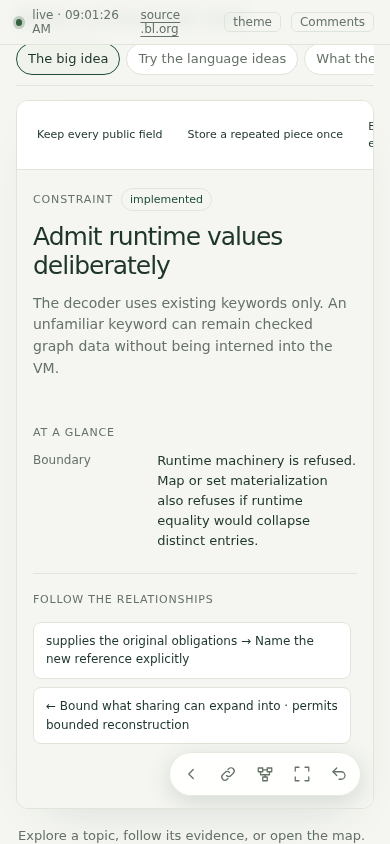 live · 09:01:26 AM
source .bl.org
theme
Comments
The big idea
Try the language ideas
What the
Keep every public field
Store a repeated piece once
CONSTRAINT
implemented
Admit runtime values
deliberately
The decoder uses existing keywords only. An
unfamiliar keyword can remain checked
graph data without being interned into the
VM.
AT A GLANCE
Boundary
Runtime machinery is refused.
Map or set materialization
also refuses if runtime
equality would collapse
distinct entries.
FOLLOW THE RELATIONSHIPS
supplies the original obligations → Name the
new reference explicitly
← Bound what sharing can expand into · permits
bounded reconstruction
Explore a topic, follow its evidence, or open the map.